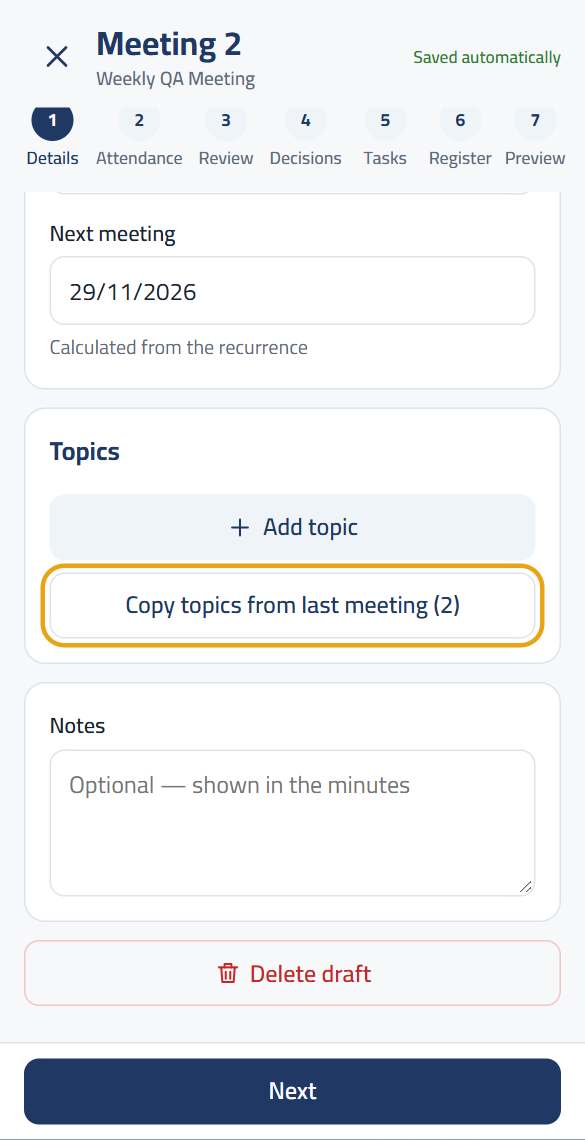 Meeting 2
Weekly QA Meeting
Saved automatically
1 2 3 4 5 6 7
Details Attendance Review Decisions Tasks Register Preview
Next meeting
29/11/2026
Calculated from the recurrence
Topics
+ Add topic
Copy topics from last meeting (2)
Notes
Optional — shown in the minutes
Delete draft
Next